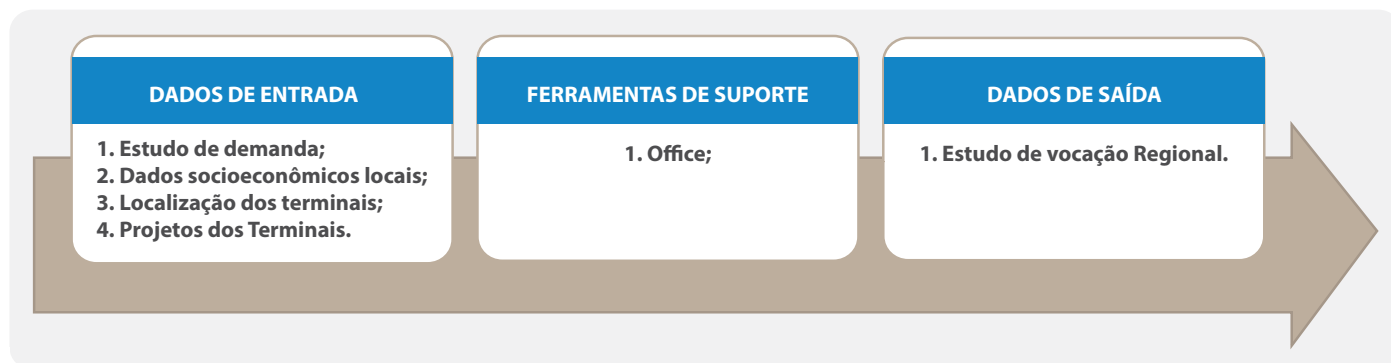 DADOS DE ENTRADA
1. Estudo de demanda;
2. Dados socioeconômicos locais;
3. Localização dos terminais;
4. Projetos dos Terminais.
FERRAMENTAS DE SUPORTE
1. Office;
DADOS DE SAÍDA
1. Estudo de vocação Regional.